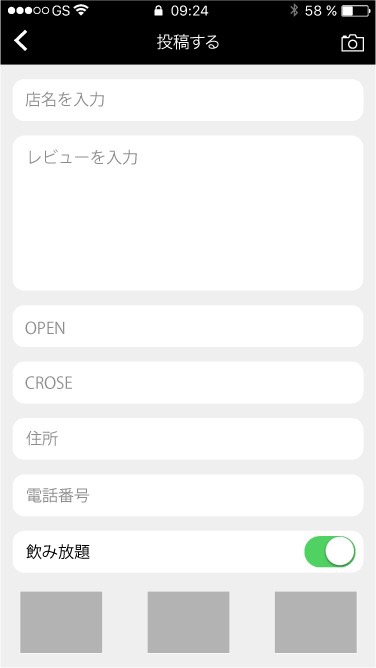 GS 09:24 58 %
投稿する
店名を入力
レビューを入力
OPEN
CROSE
住所
電話番号
飲み放題